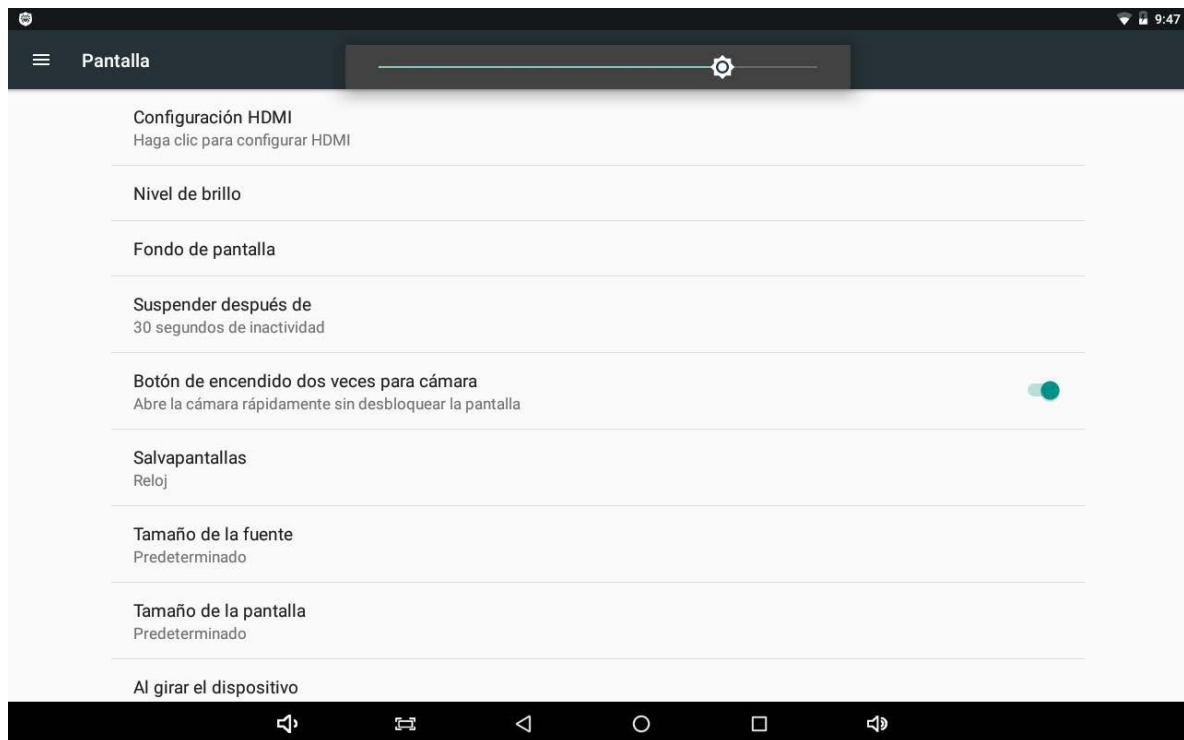 9:47
Pantalla
Configuración HDMI
Haga clic para configurar HDMI
Nivel de brillo
Fondo de pantalla
Suspender después de
30 segundos de inactividad
Botón de encendido dos veces para cámara
Abre la cámara rápidamente sin desbloquear la pantalla
Salvapantallas
Reloj
Tamaño de la fuente
Predeterminado
Tamaño de la pantalla
Predeterminado
Al girar el dispositivo